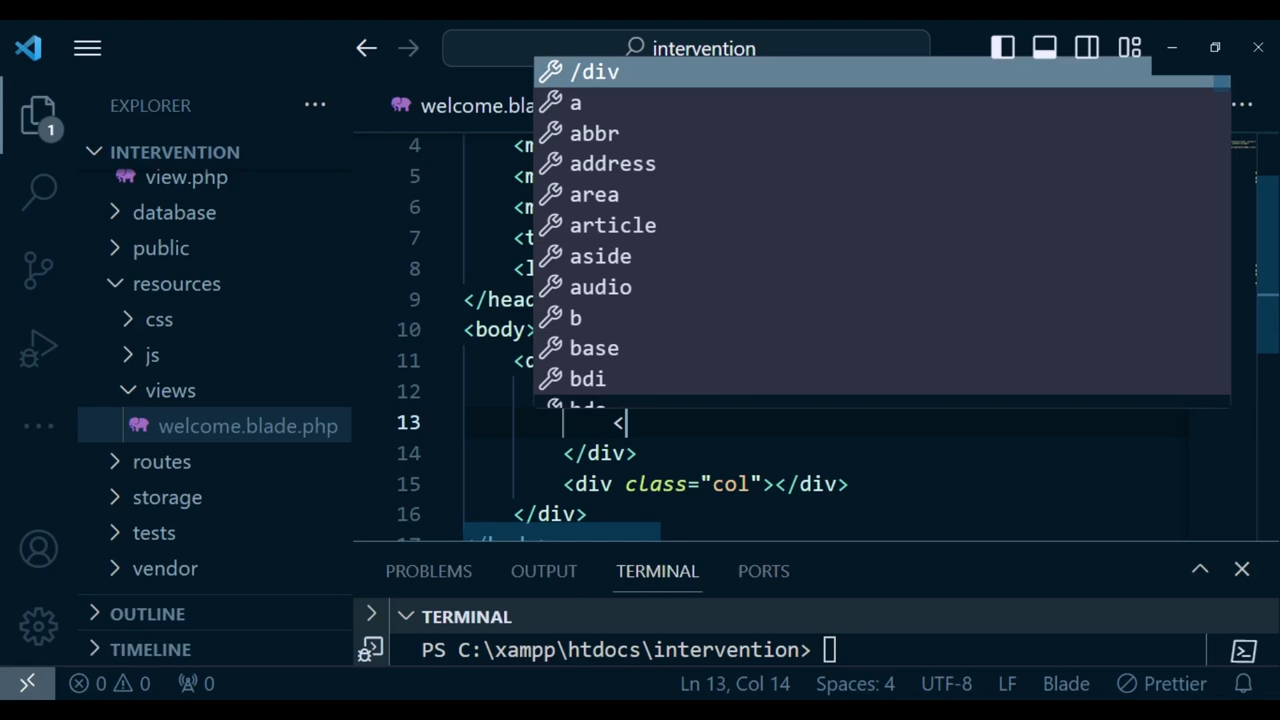 intervention
EXPLORER ...
1
INTERVENTION
view.php
database
public
resources
css
js
views
welcome.blade.php
routes
storage
tests
vendor
OUTLINE
TIMELINE
welcome.bla
...
/div
a
abbr
address
area
article
aside
audio
b
base
bdi
4 <m
5 <m
6 <m
7 <t
8 <l
9 </head
10 <body>
11 <d
12
13 <
14 </div>
15 <div class="col"></div>
16 </div>
PROBLEMS OUTPUT TERMINAL PORTS
TERMINAL
PS C:\xampp\htdocs\intervention>
0 0 0 Ln 13, Col 14 Spaces: 4 UTF-8 LF Blade Prettier